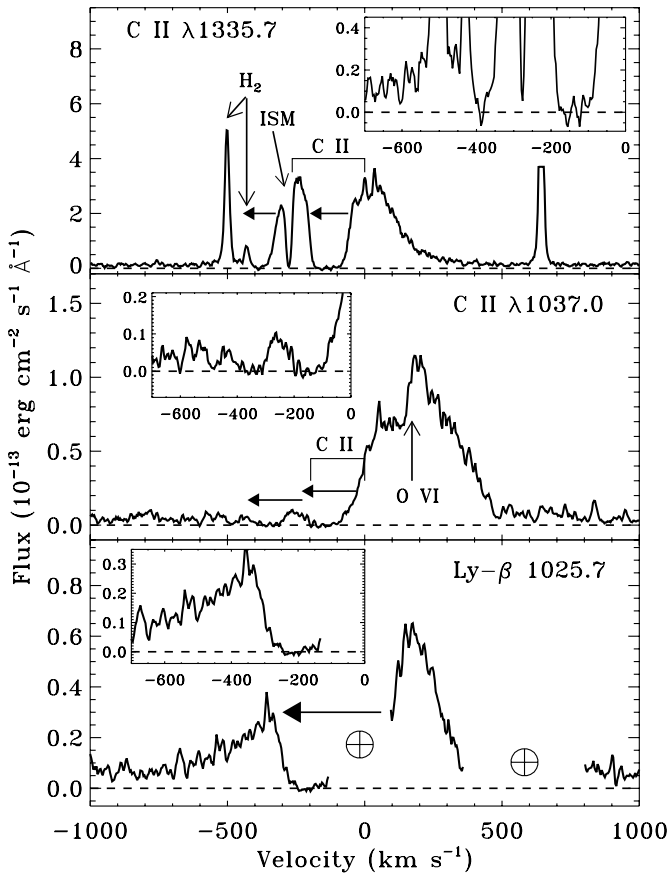 C II λ1335.7
H₂
ISM
C II
8
6
4
2
0
0.4
0.2
0.0
−600 −400 −200 0
C II λ1037.0
C II
O VI
1.5
1.0
0.5
0.0
0.2
0.1
0.0
−600 −400 −200 0
Ly−β 1025.7
0.8
0.6
0.4
0.2
0.0
0.3
0.2
0.1
0.0
−600 −400 −200 0
−1000 −500 0 500 1000
Velocity (km s⁻¹)
Flux (10⁻¹³ erg cm⁻² s⁻¹ Å⁻¹)